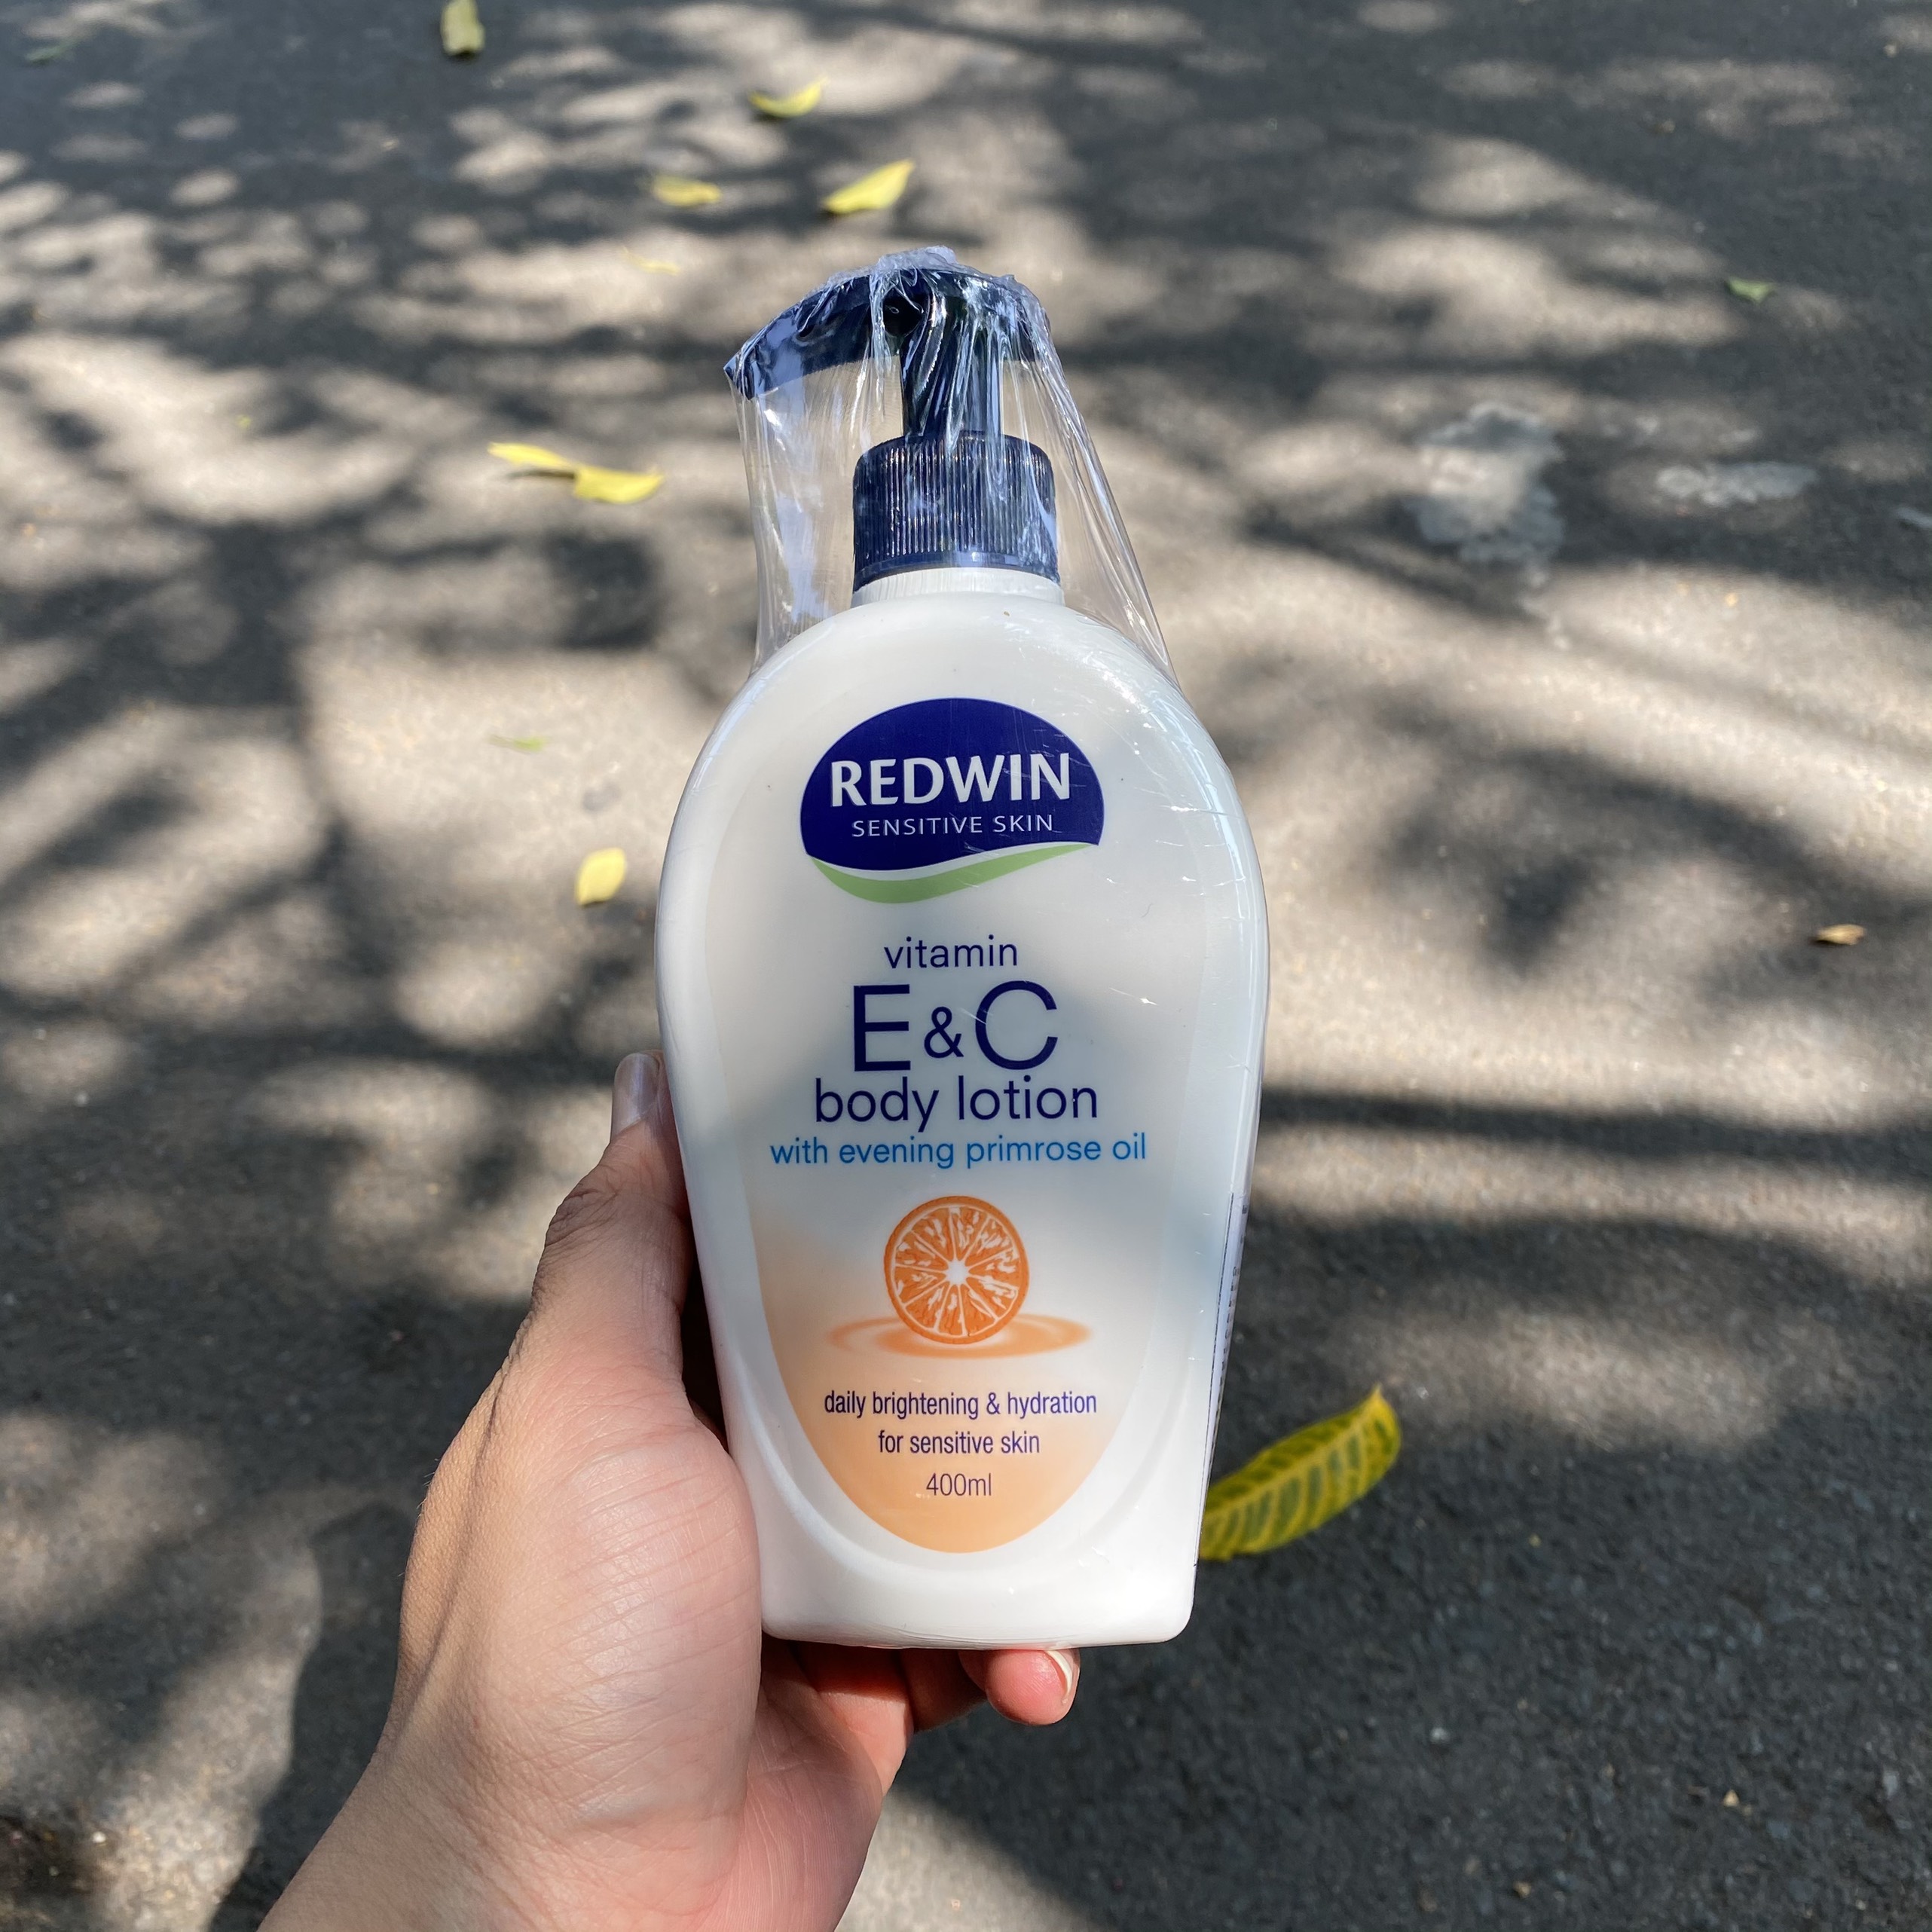 REDWIN
SENSITIVE SKIN
vitamin
E & C
body lotion
with evening primrose oil
daily brightening & hydration
for sensitive skin
400ml